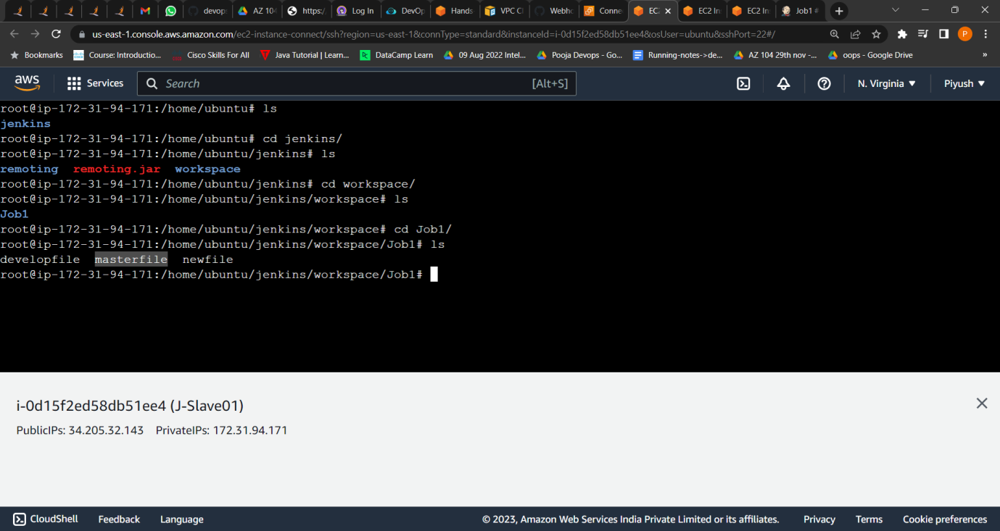 devop: AZ 104 https:/ Log In DevOp Hands VPC Cl Webho Conne EC2 EC2 In EC2 In Job1 #
us-east-1.console.aws.amazon.com/ec2-instance-connect/ssh?region=us-east-1&connType=standard&instanceId=i-0d15f2ed58db51ee4&osUser=ubuntu&sshPort=22#/ P
Bookmarks Course: Introductio... Cisco Skills For All Java Tutorial | Learn... DataCamp Learn 09 Aug 2022 Intel... Pooja Devops - Go... Running-notes->de... AZ 104 29th nov -... oops - Google Drive »
aws Services Search [Alt+S] N. Virginia Piyush
root@ip-172-31-94-171:/home/ubuntu# ls
jenkins
root@ip-172-31-94-171:/home/ubuntu# cd jenkins/
root@ip-172-31-94-171:/home/ubuntu/jenkins# ls
remoting remoting.jar workspace
root@ip-172-31-94-171:/home/ubuntu/jenkins# cd workspace/
root@ip-172-31-94-171:/home/ubuntu/jenkins/workspace# ls
Job1
root@ip-172-31-94-171:/home/ubuntu/jenkins/workspace# cd Job1/
root@ip-172-31-94-171:/home/ubuntu/jenkins/workspace/Job1# ls
developfile masterfile newfile
root@ip-172-31-94-171:/home/ubuntu/jenkins/workspace/Job1#
i-0d15f2ed58db51ee4 (J-Slave01)
PublicIPs: 34.205.32.143 PrivateIPs: 172.31.94.171
CloudShell Feedback Language © 2023, Amazon Web Services India Private Limited or its affiliates. Privacy Terms Cookie preferences